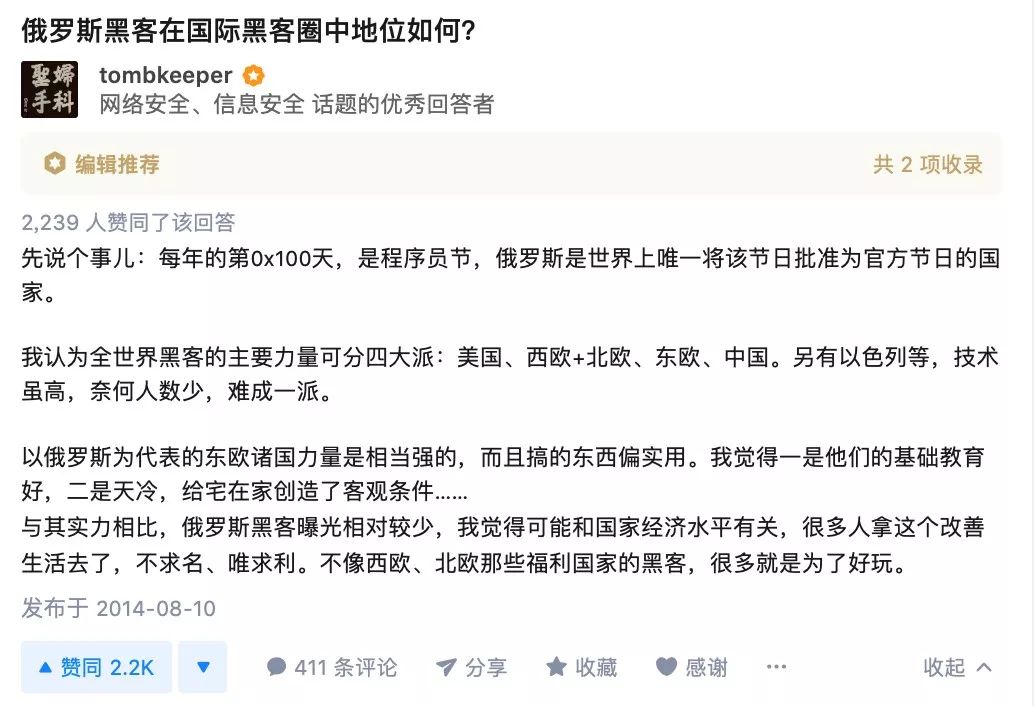 俄罗斯黑客在国际黑客圈中地位如何?
聖婦
手科
tombkeeper
网络安全、信息安全 话题的优秀回答者
编辑推荐
共 2 项收录
2,239 人赞同了该回答
先说个事儿：每年的第0x100天，是程序员节，俄罗斯是世界上唯一将该节日批准为官方节日的国
家。
我认为全世界黑客的主要力量可分四大派：美国、西欧+北欧、东欧、中国。另有以色列等，技术
虽高，奈何人数少，难成一派。
以俄罗斯为代表的东欧诸国力量是相当强的，而且搞的东西偏实用。我觉得一是他们的基础教育
好，二是天冷，给宅在家创造了客观条件……
与其实力相比，俄罗斯黑客曝光相对较少，我觉得可能和国家经济水平有关，很多人拿这个改善
生活去了，不求名、唯求利。不像西欧、北欧那些福利国家的黑客，很多就是为了好玩。
发布于 2014-08-10
赞同 2.2K
411 条评论
分享
收藏
感谢
收起